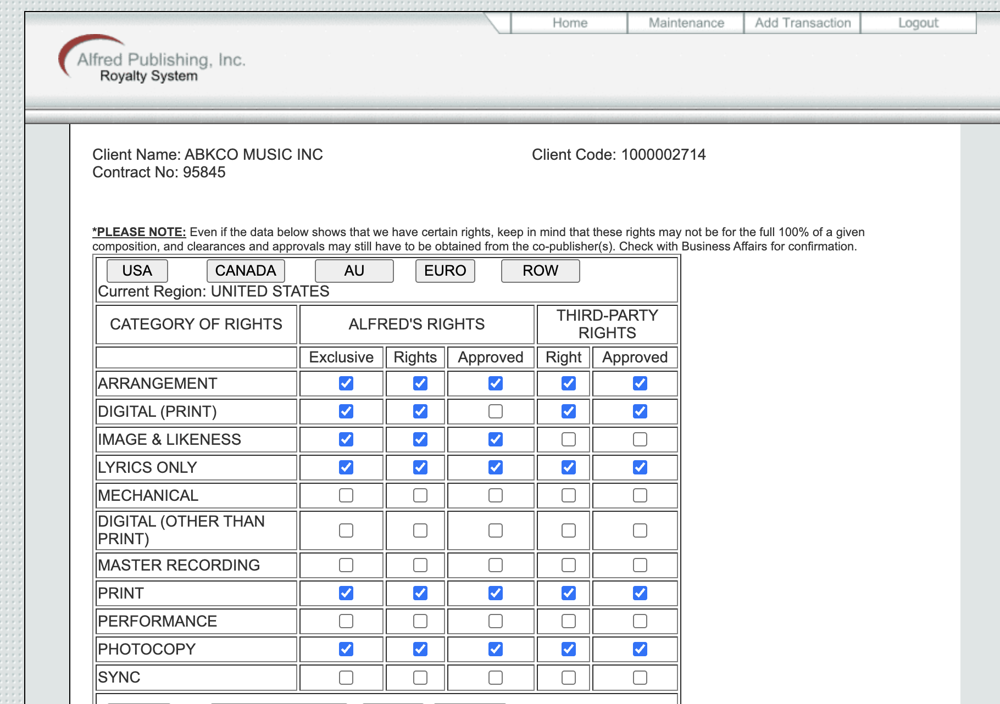 Home Maintenance Add Transaction Logout
Alfred Publishing, Inc.
Royalty System
Client Name: ABKCO MUSIC INC Client Code: 1000002714
Contract No: 95845
*PLEASE NOTE: Even if the data below shows that we have certain rights, keep in mind that these rights may not be for the full 100% of a given
composition, and clearances and approvals may still have to be obtained from the co-publisher(s). Check with Business Affairs for confirmation.
USA CANADA AU EURO ROW
Current Region: UNITED STATES
CATEGORY OF RIGHTS ALFRED'S RIGHTS THIRD-PARTY
RIGHTS
Exclusive Rights Approved Right Approved
ARRANGEMENT
DIGITAL (PRINT)
IMAGE & LIKENESS
LYRICS ONLY
MECHANICAL
DIGITAL (OTHER THAN
PRINT)
MASTER RECORDING
PRINT
PERFORMANCE
PHOTOCOPY
SYNC